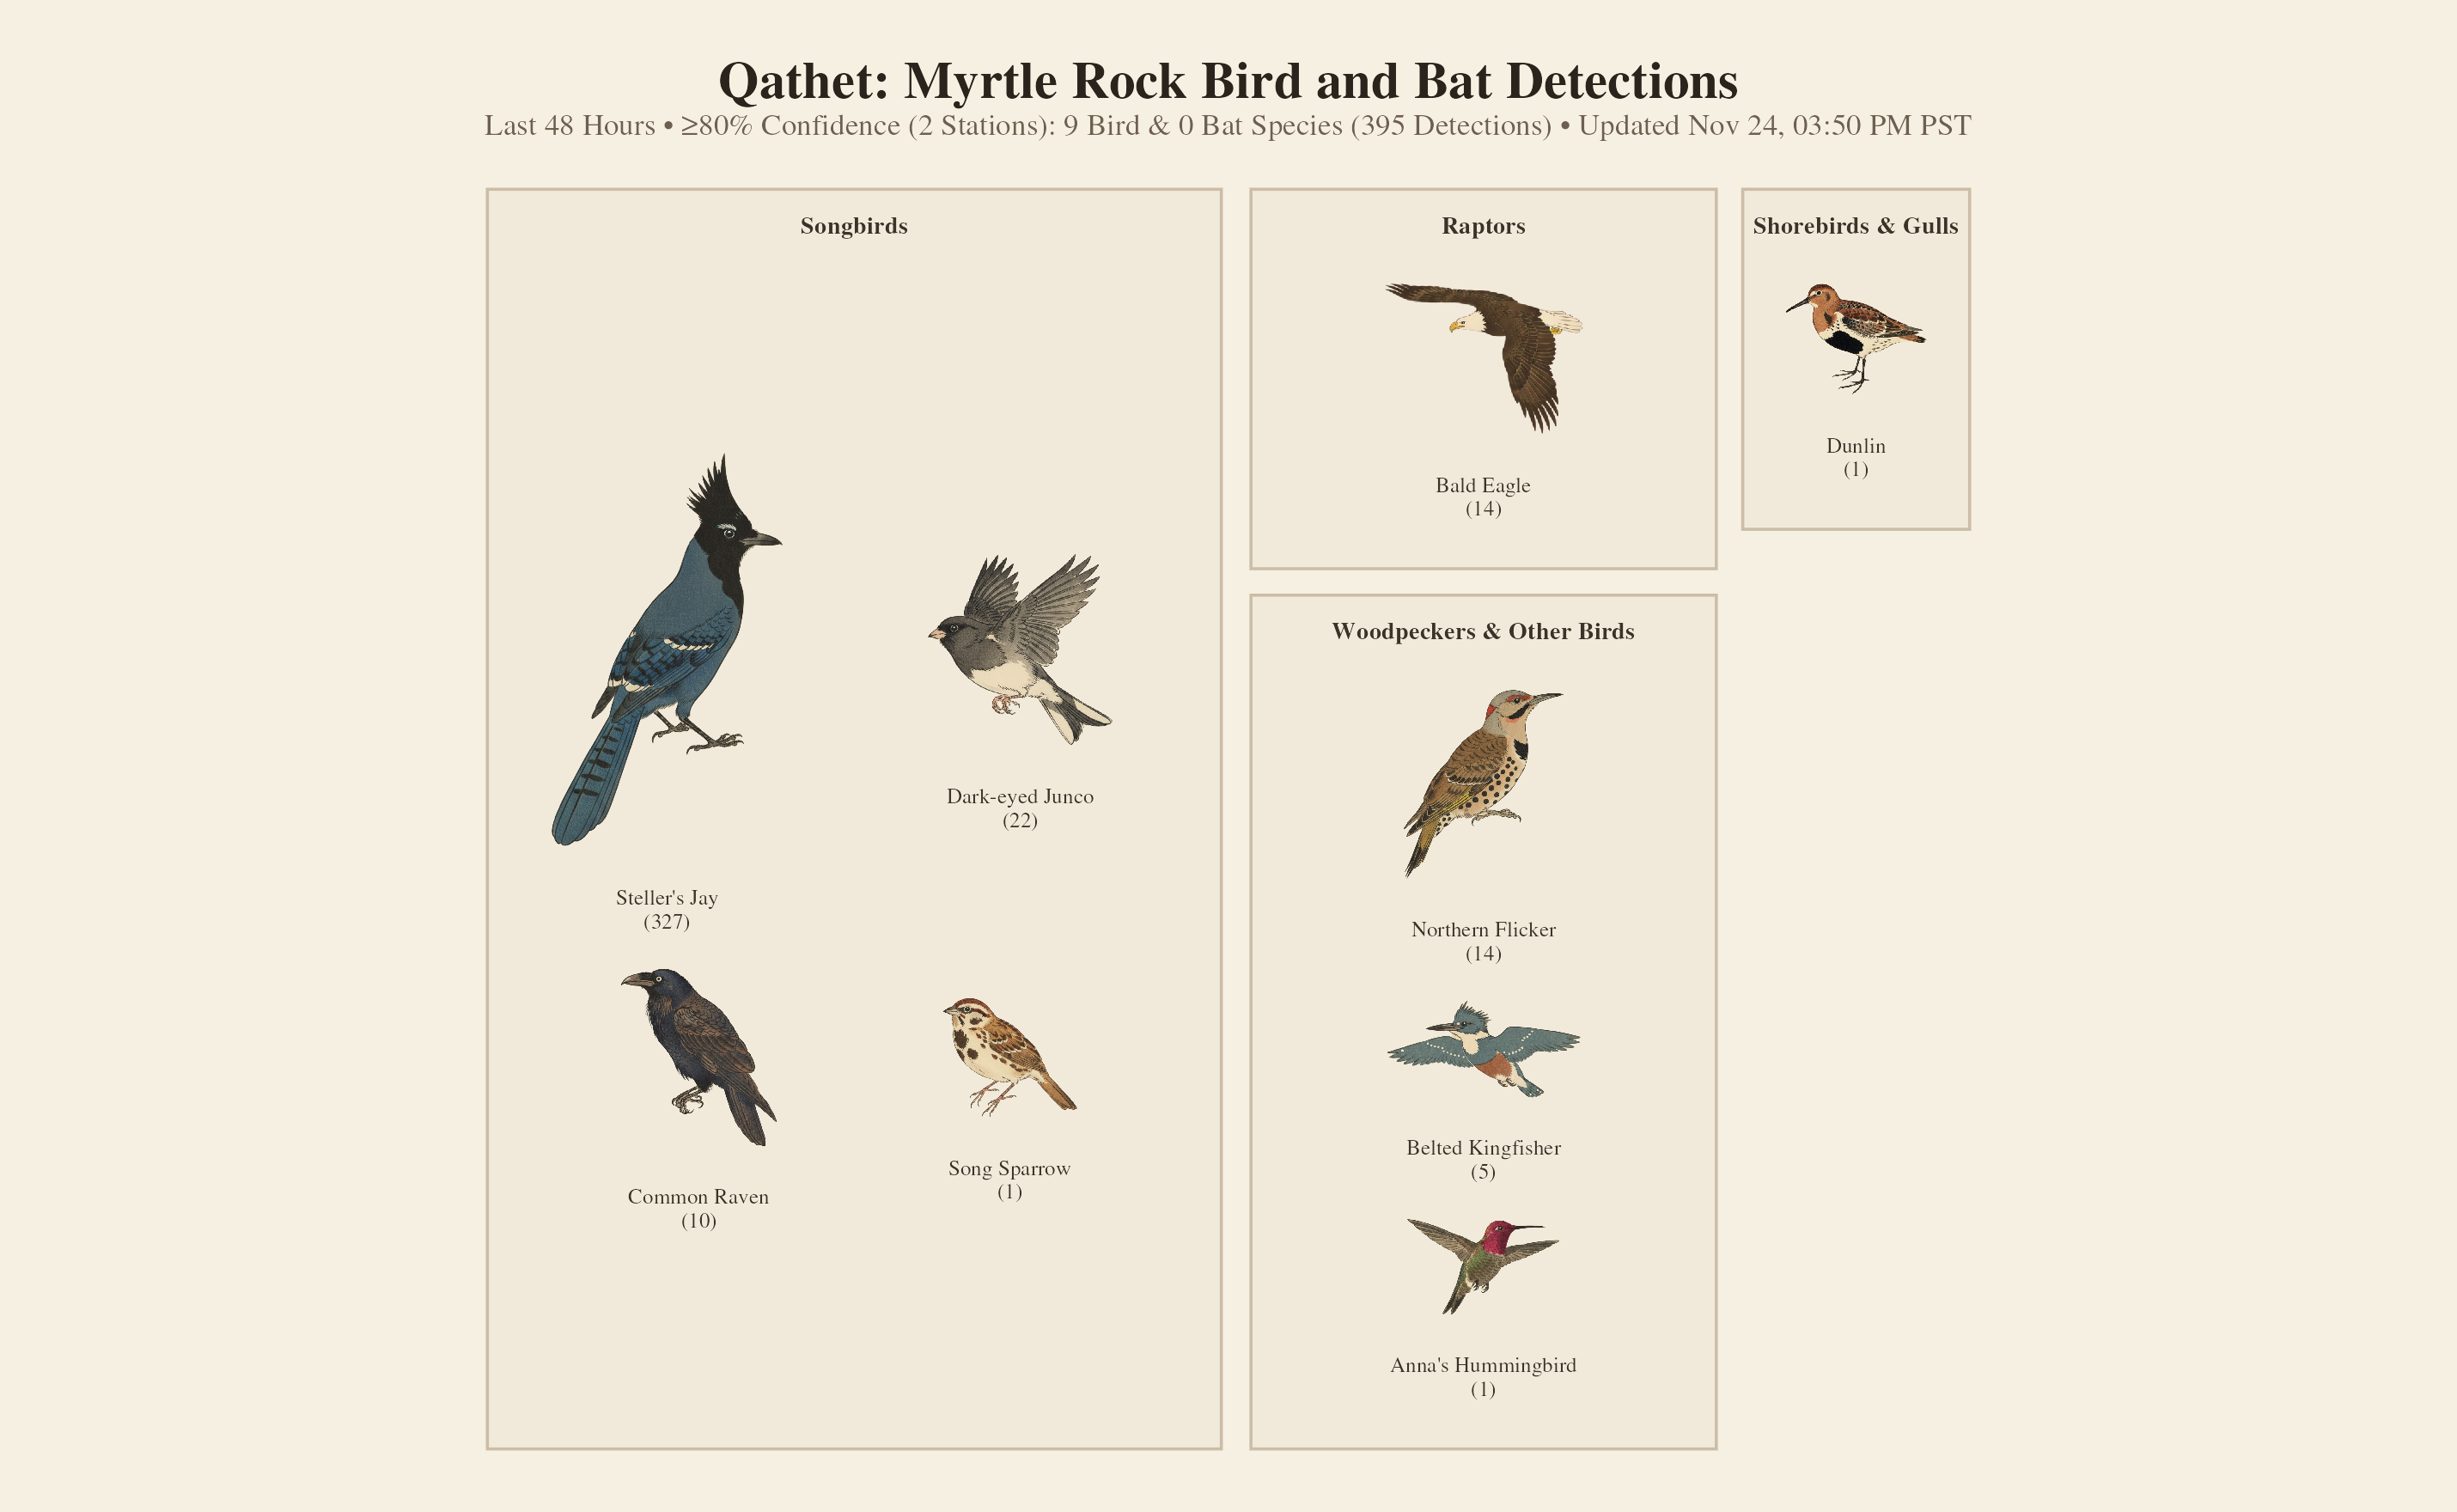 Qathet: Myrtle Rock Bird and Bat Detections
Last 48 Hours • ≥80% Confidence (2 Stations): 9 Bird & 0 Bat Species (395 Detections) • Updated Nov 24, 03:50 PM PST
Songbirds
Steller's Jay
(327)
Dark-eyed Junco
(22)
Common Raven
(10)
Song Sparrow
(1)
Raptors
Bald Eagle
(14)
Woodpeckers & Other Birds
Northern Flicker
(14)
Belted Kingfisher
(5)
Anna's Hummingbird
(1)
Shorebirds & Gulls
Dunlin
(1)